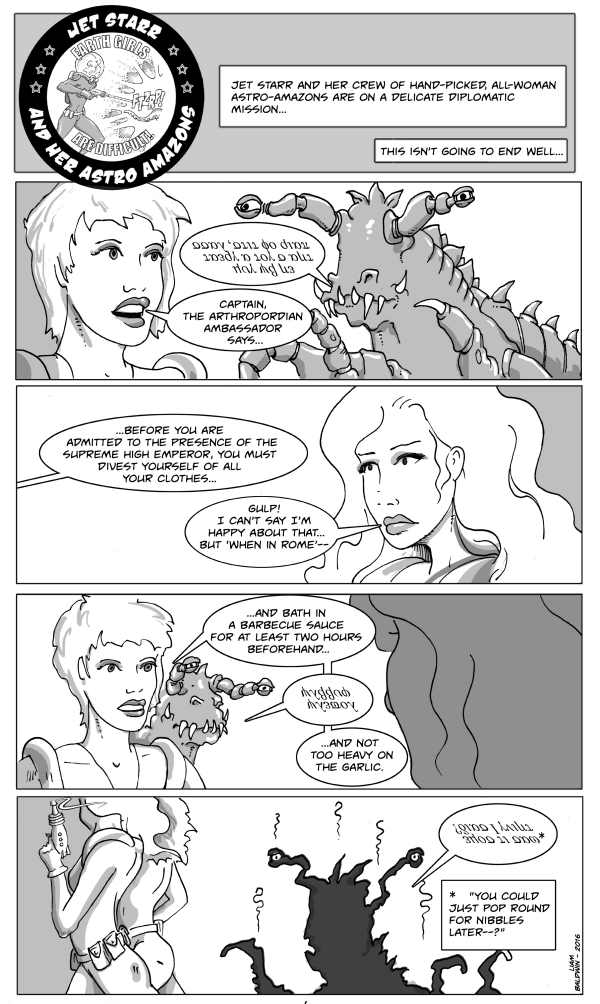 JET STARR
EARTH GIRLS
ARE DIFFICULT!
AND HER ASTRO AMAZONS
JET STARR AND HER CREW OF HAND-PICKED, ALL-WOMAN
ASTRO-AMAZONS ARE ON A DELICATE DIPLOMATIC
MISSION...
THIS ISN'T GOING TO END WELL...
CAPTAIN,
THE ARTHROPORDIAN
AMBASSADOR
SAYS...
...BEFORE YOU ARE
ADMITTED TO THE PRESENCE OF THE
SUPREME HIGH EMPEROR, YOU MUST
DIVEST YOURSELF OF ALL
YOUR CLOTHES...
GULP!
I CAN'T SAY I'M
HAPPY ABOUT THAT...
BUT 'WHEN IN ROME'--
...AND BATH IN
A BARBECUE SAUCE
FOR AT LEAST TWO HOURS
BEFOREHAND...
...AND NOT
TOO HEAVY ON
THE GARLIC.
* "YOU COULD
JUST POP ROUND
FOR NIBBLES
LATER--?"
LIAM
BALDWIN - 2016